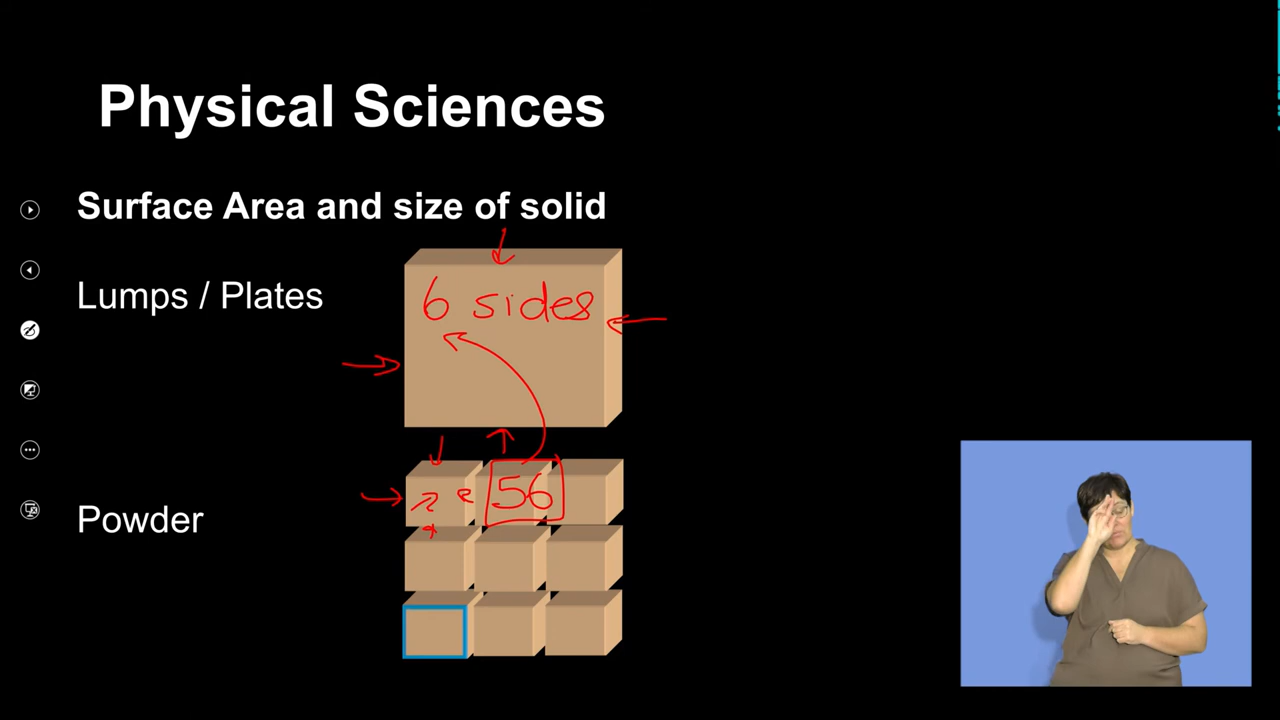 Physical Sciences
Surface Area and size of solid
Lumps / Plates
6 sides
56
Powder